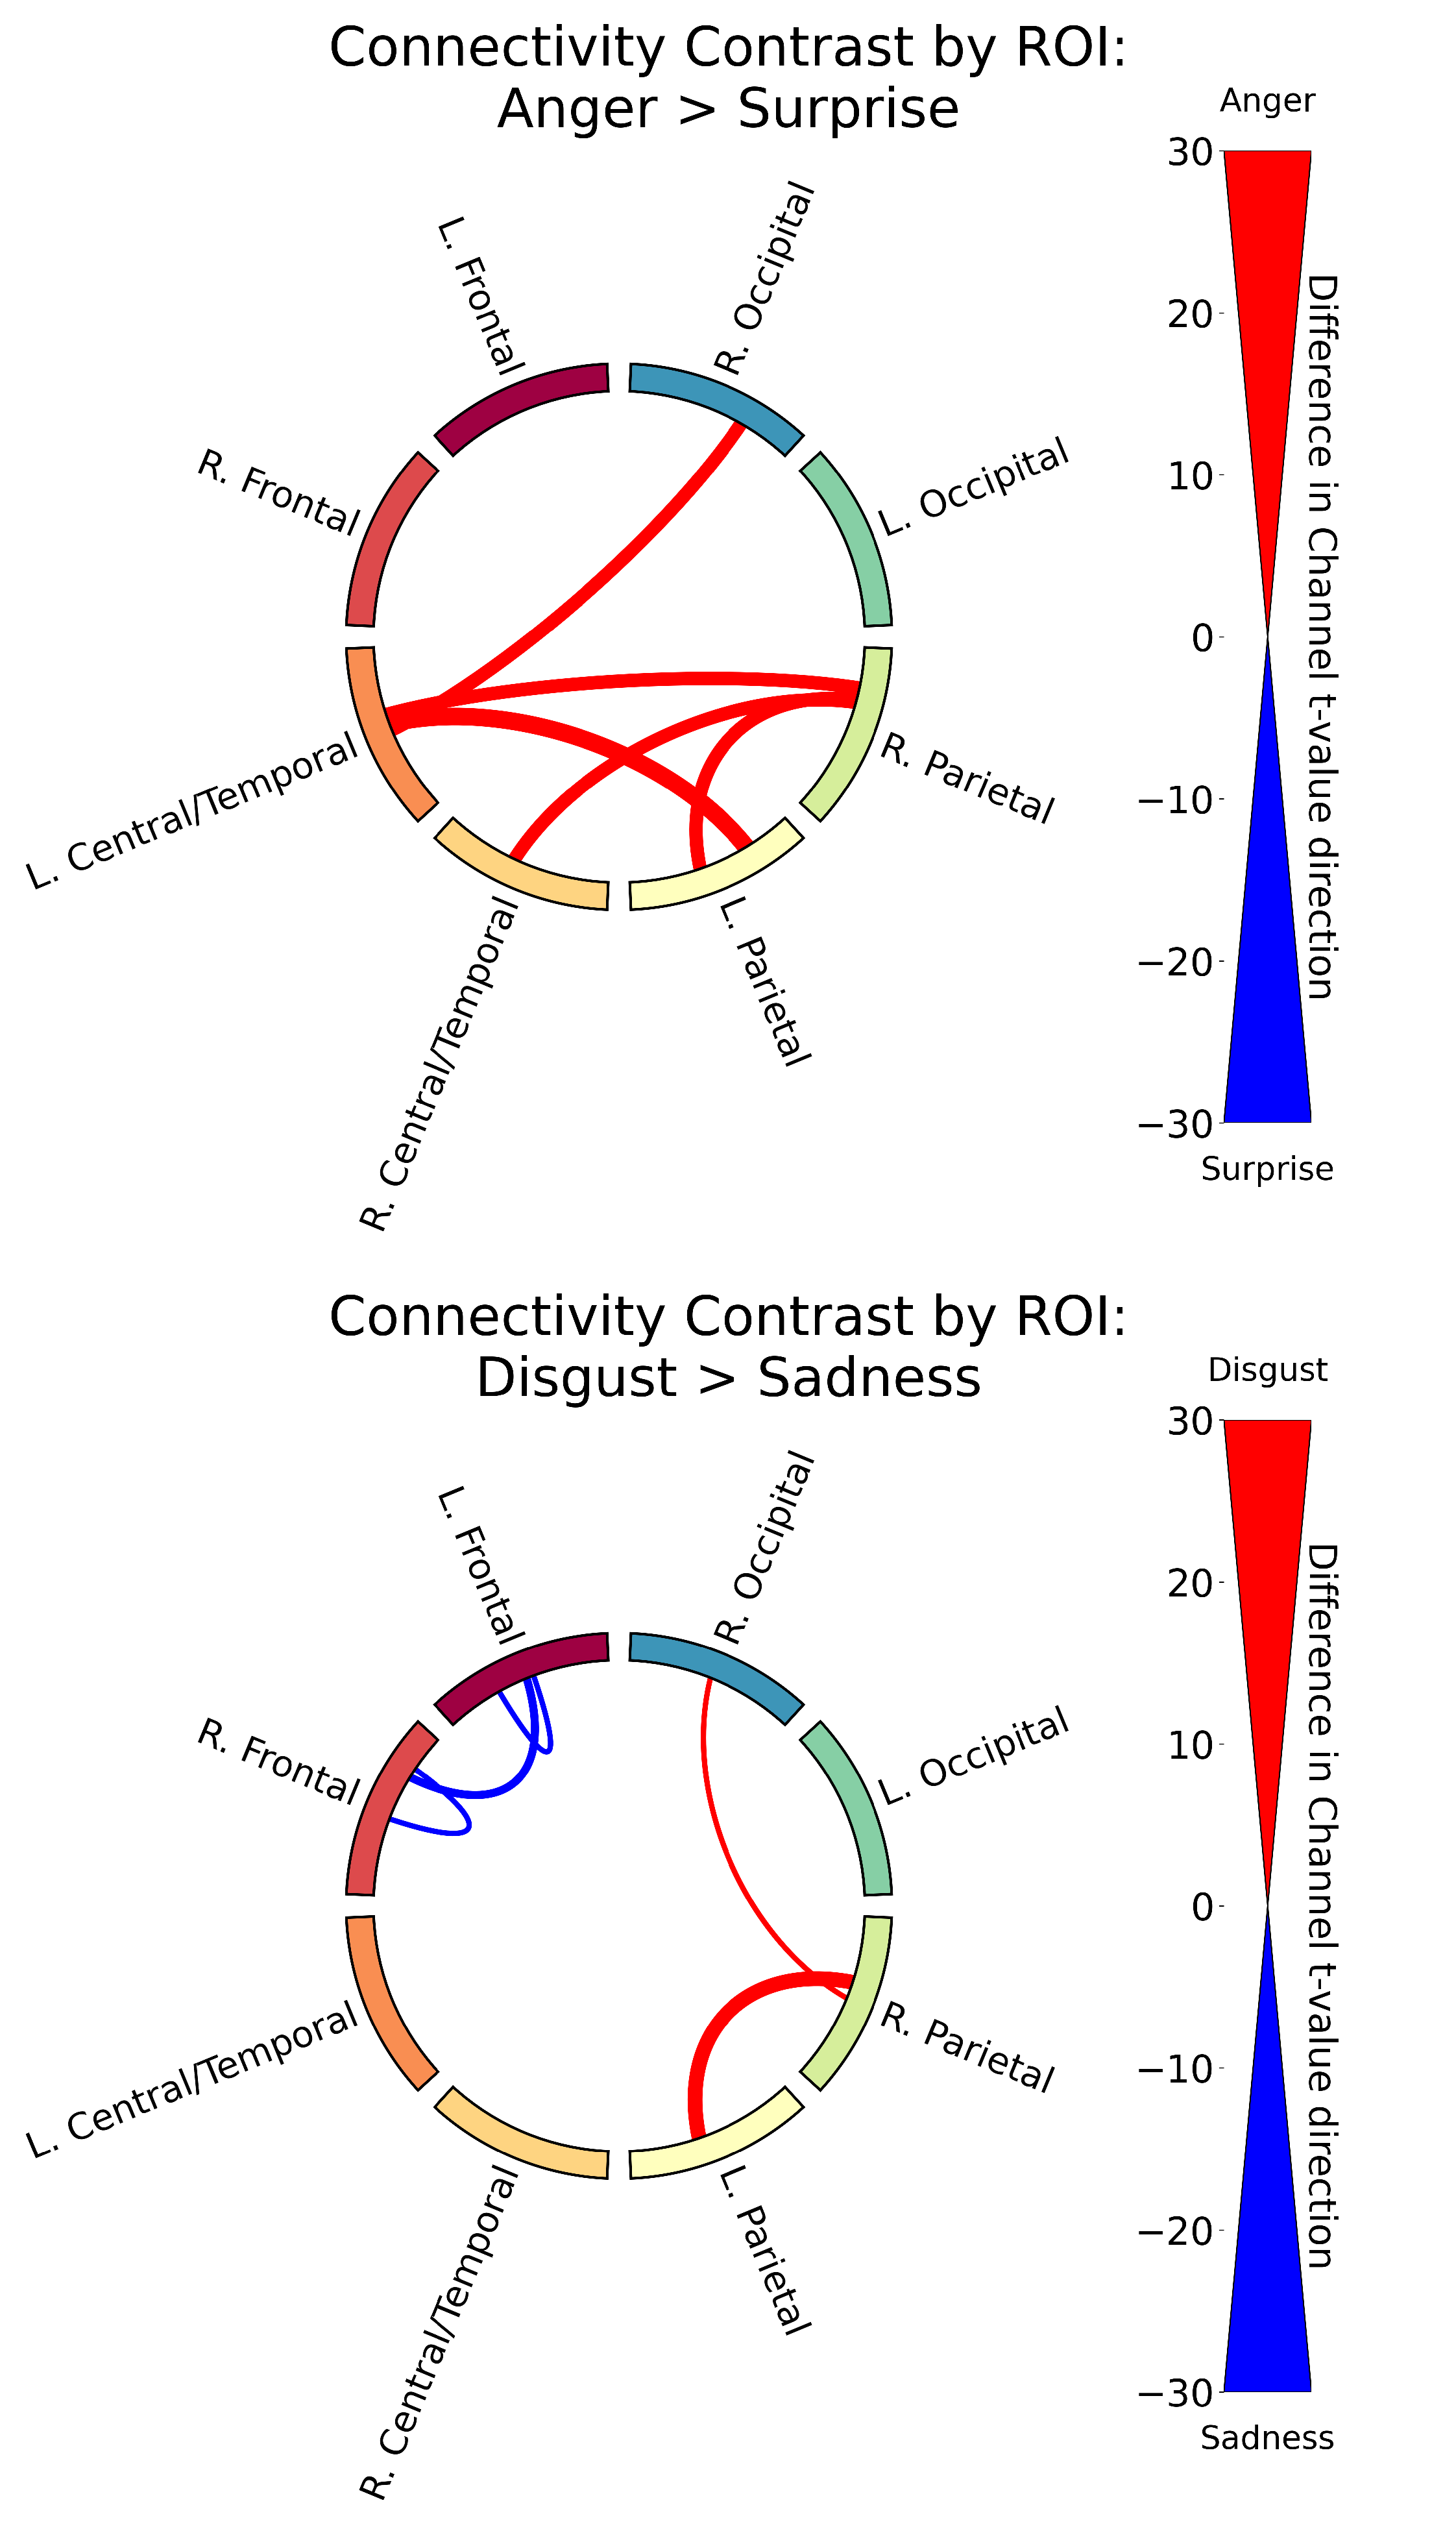 Connectivity Contrast by ROI:
Anger > Surprise
Anger
30
20
10
0
−10
−20
−30
Surprise
Difference in Channel t-value direction
L. Frontal
R. Occipital
R. Frontal
L. Occipital
L. Central/Temporal
R. Parietal
R. Central/Temporal
L. Parietal
Connectivity Contrast by ROI:
Disgust > Sadness
Disgust
30
20
10
0
−10
−20
−30
Sadness
Difference in Channel t-value direction
L. Frontal
R. Occipital
R. Frontal
L. Occipital
L. Central/Temporal
R. Parietal
R. Central/Temporal
L. Parietal